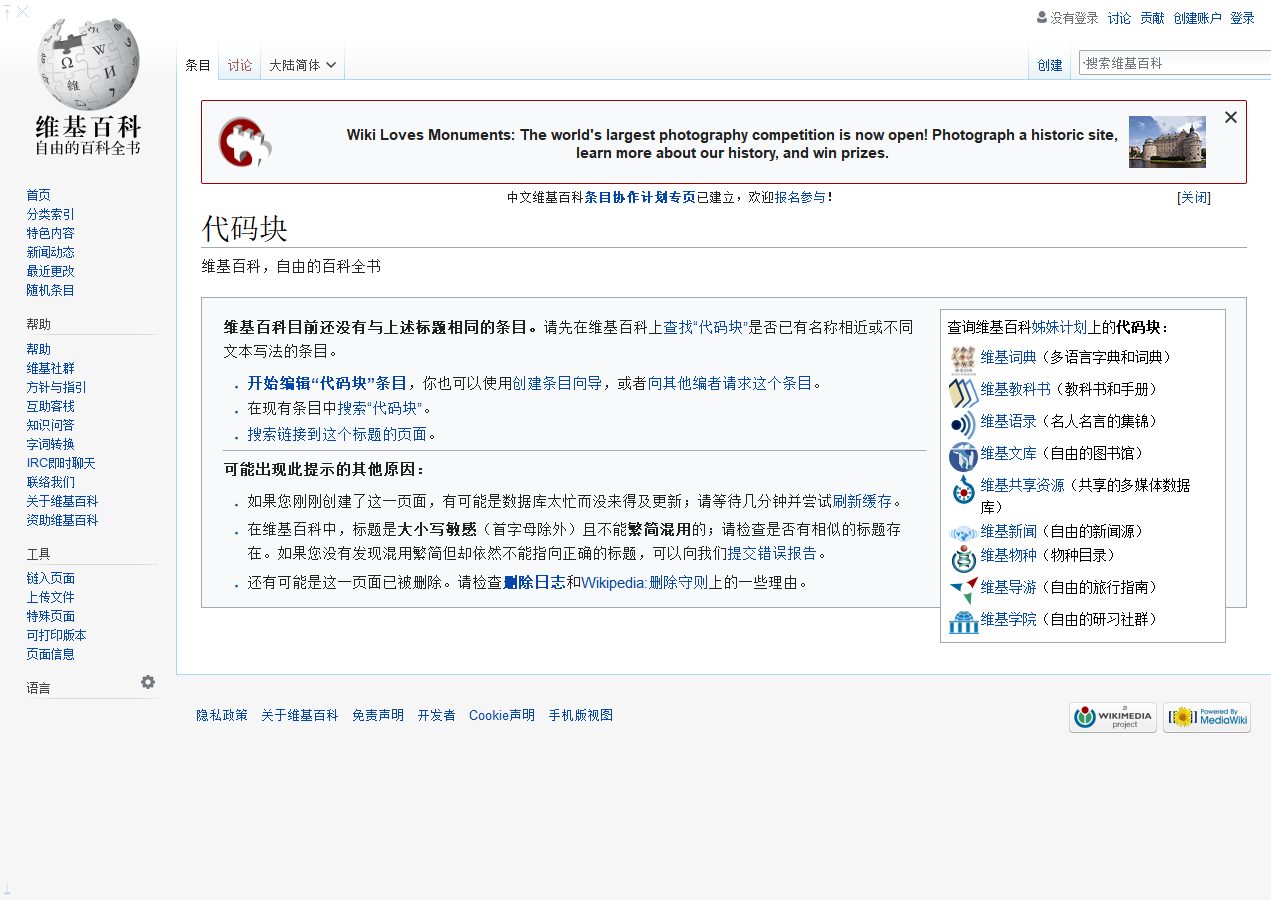 没有登录 讨论 贡献 创建账户 登录
条目 讨论 大陆简体 创建 搜索维基百科
Ω W И 維
维基百科
自由的百科全书
Wiki Loves Monuments: The world's largest photography competition is now open! Photograph a historic site,
learn more about our history, and win prizes.
中文维基百科条目协作计划专页已建立，欢迎报名参与！ [关闭]
首页
分类索引
特色内容
新闻动态
最近更改
随机条目
帮助
帮助
维基社群
方针与指引
互助客栈
知识问答
字词转换
IRC即时聊天
联络我们
关于维基百科
资助维基百科
工具
链入页面
上传文件
特殊页面
可打印版本
页面信息
语言
代码块
维基百科，自由的百科全书
维基百科目前还没有与上述标题相同的条目。请先在维基百科上查找“代码块”是否已有名称相近或不同
文本写法的条目。
开始编辑“代码块”条目，你也可以使用创建条目向导，或者向其他编者请求这个条目。
在现有条目中搜索“代码块”。
搜索链接到这个标题的页面。
可能出现此提示的其他原因：
如果您刚刚创建了这一页面，有可能是数据库太忙而没来得及更新；请等待几分钟并尝试刷新缓存。
在维基百科中，标题是大小写敏感（首字母除外）且不能繁简混用的；请检查是否有相似的标题存
在。如果您没有发现混用繁简但却依然不能指向正确的标题，可以向我们提交错误报告。
还有可能是这一页面已被删除。请检查删除日志和Wikipedia:删除守则上的一些理由。
查询维基百科姊妹计划上的代码块：
维基词典（多语言字典和词典）
维基教科书（教科书和手册）
维基语录（名人名言的集锦）
维基文库（自由的图书馆）
维基共享资源（共享的多媒体数据
库）
维基新闻（自由的新闻源）
维基物种（物种目录）
维基导游（自由的旅行指南）
维基学院（自由的研习社群）
隐私政策 关于维基百科 免责声明 开发者 Cookie声明 手机版视图
a
WIKIMEDIA
project
Powered By
MediaWiki